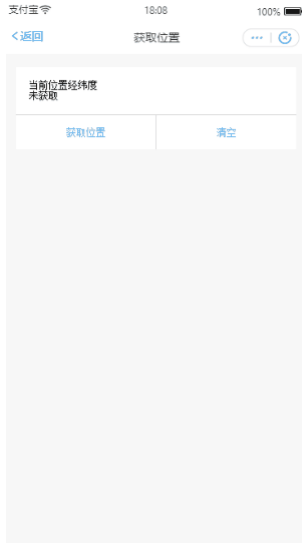 支付宝 18:08 100%
返回 获取位置
当前位置经纬度
未获取
获取位置 清空